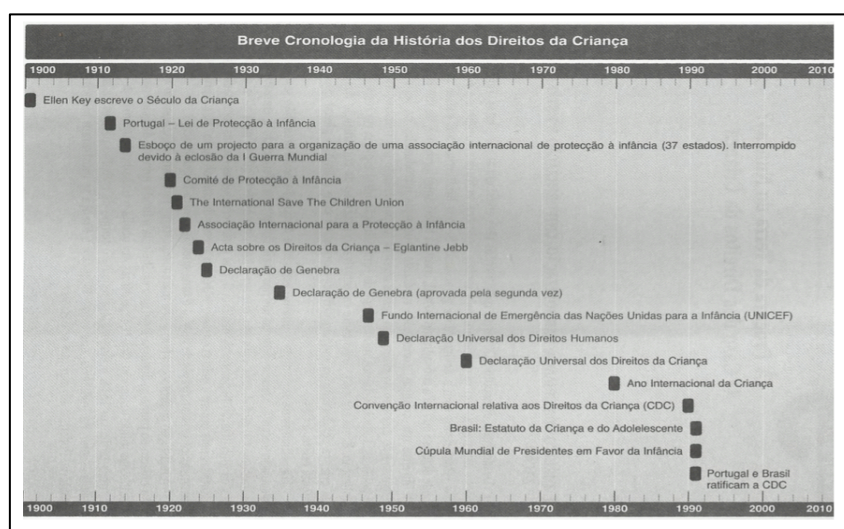 Breve Cronologia da História dos Direitos da Criança
1900 1910 1920 1930 1940 1950 1960 1970 1980 1990 2000 2010
Ellen Key escreve o Século da Criança
Portugal – Lei de Protecção à Infância
Esboço de um projecto para a organização de uma associação internacional de protecção à infância (37 estados). Interrompido
devido à eclosão da I Guerra Mundial
Comité de Protecção à Infância
The International Save The Children Union
Associação Internacional para a Protecção à Infância
Acta sobre os Direitos da Criança – Eglantine Jebb
Declaração de Genebra
Declaração de Genebra (aprovada pela segunda vez)
Fundo Internacional de Emergência das Nações Unidas para a Infância (UNICEF)
Declaração Universal dos Direitos Humanos
Declaração Universal dos Direitos da Criança
Ano Internacional da Criança
Convenção Internacional relativa aos Direitos da Criança (CDC)
Brasil: Estatuto da Criança e do Adolelescente
Cúpula Mundial de Presidentes em Favor da Infância
Portugal e Brasil
ratificam a CDC
1900 1910 1920 1930 1940 1950 1960 1970 1980 1990 2000 2010